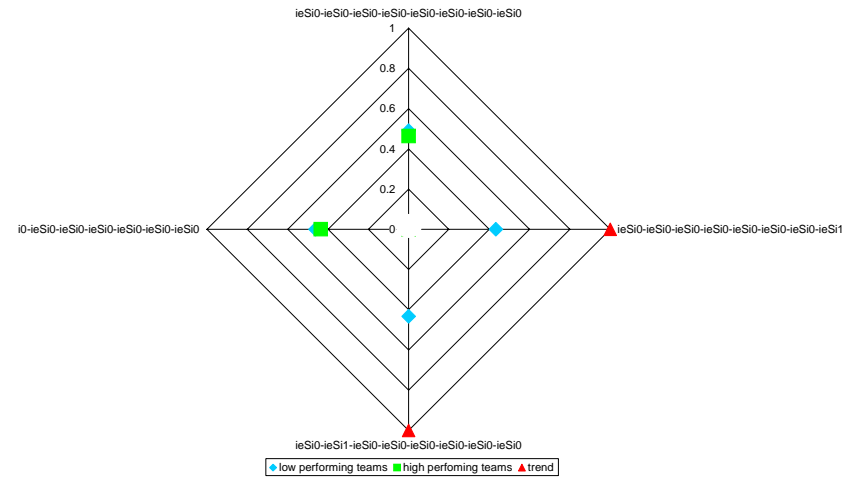 ieSi0-ieSi0-ieSi0-ieSi0-ieSi0-ieSi0-ieSi0-ieSi0
1
0.8
0.6
0.4
0.2
i0-ieSi0-ieSi0-ieSi0-ieSi0-ieSi0-ieSi0-ieSi0
0
ieSi0-ieSi0-ieSi0-ieSi0-ieSi0-ieSi0-ieSi0-ieSi1
ieSi0-ieSi1-ieSi0-ieSi0-ieSi0-ieSi0-ieSi0-ieSi0
low performing teams high perfoming teams trend